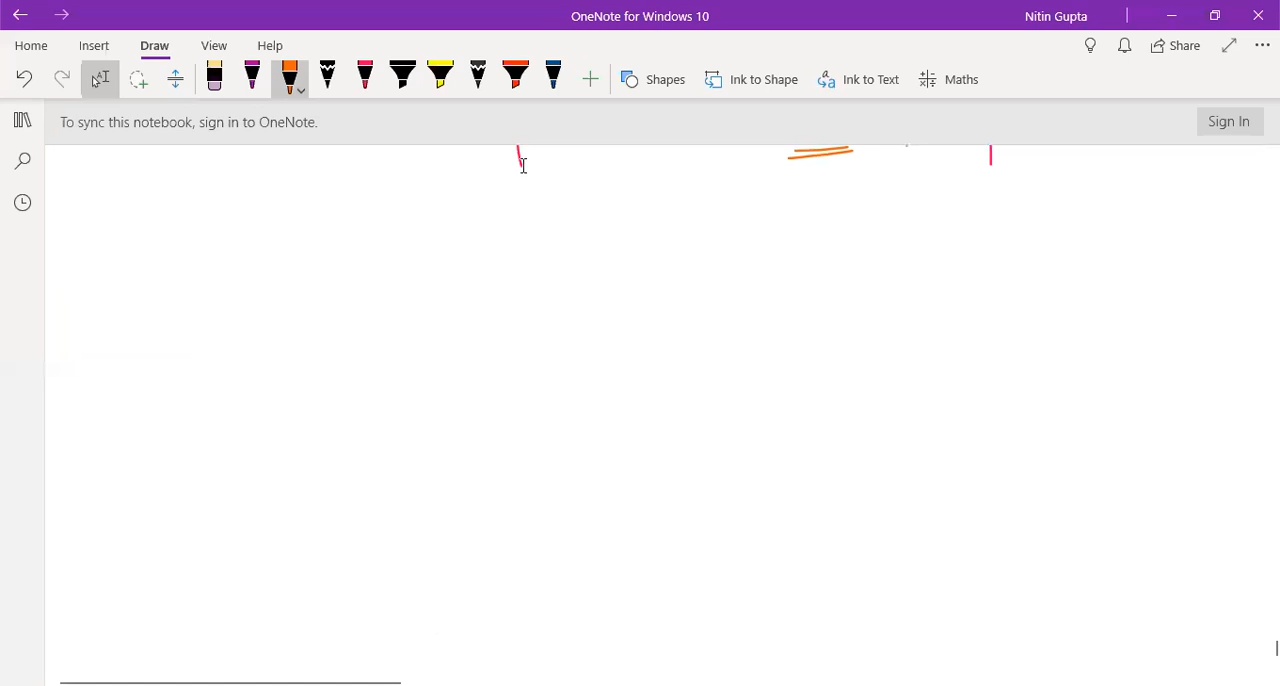 OneNote for Windows 10
Nitin Gupta
Home Insert Draw View Help
Share
Shapes Ink to Shape Ink to Text Maths
To sync this notebook, sign in to OneNote.
Sign In